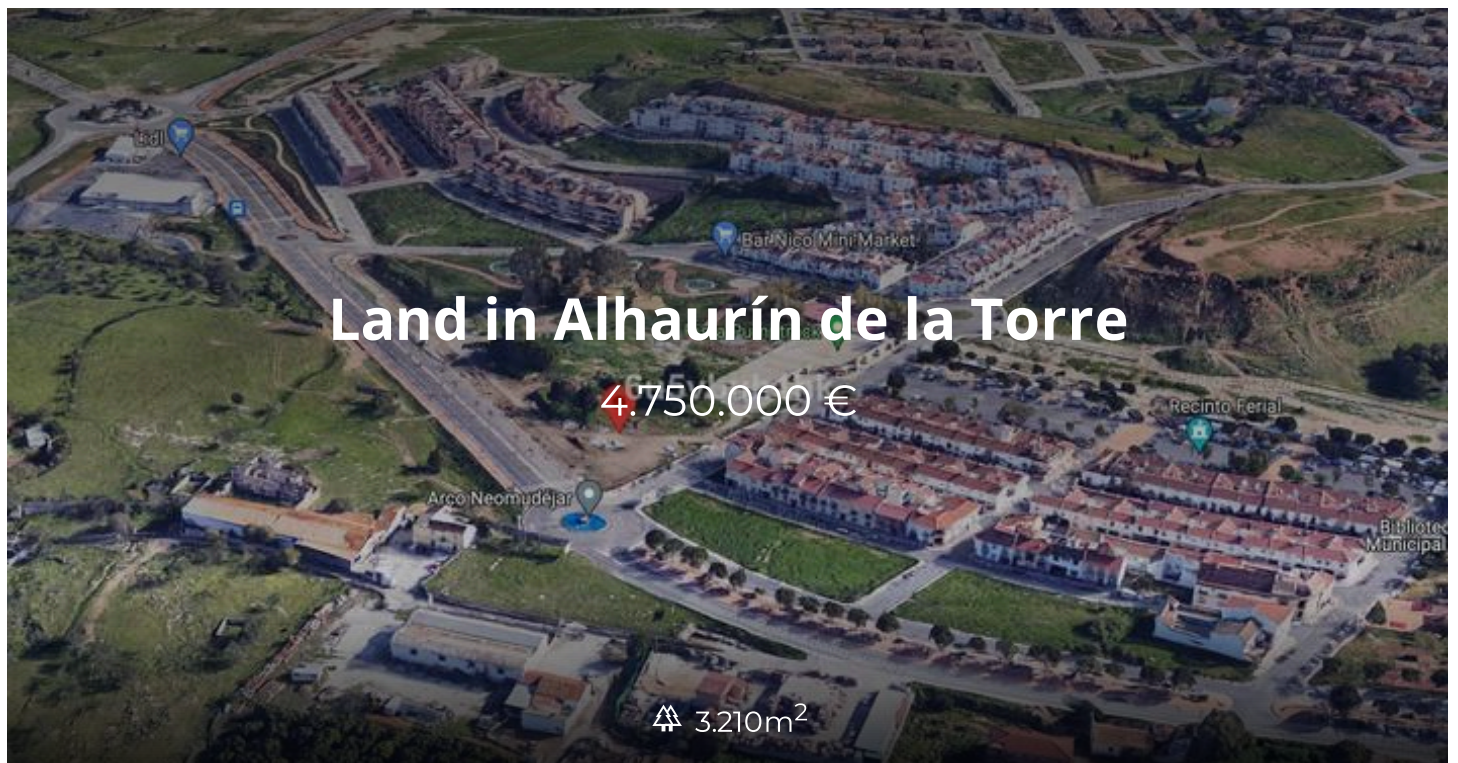 Lidl
Bar Nico Mini Market
Land in Alhaurín de la Torre
4.750.000 €
Recinto Ferial
Arco Neomudéjar
Bibliotec
Municipal
3.210m²